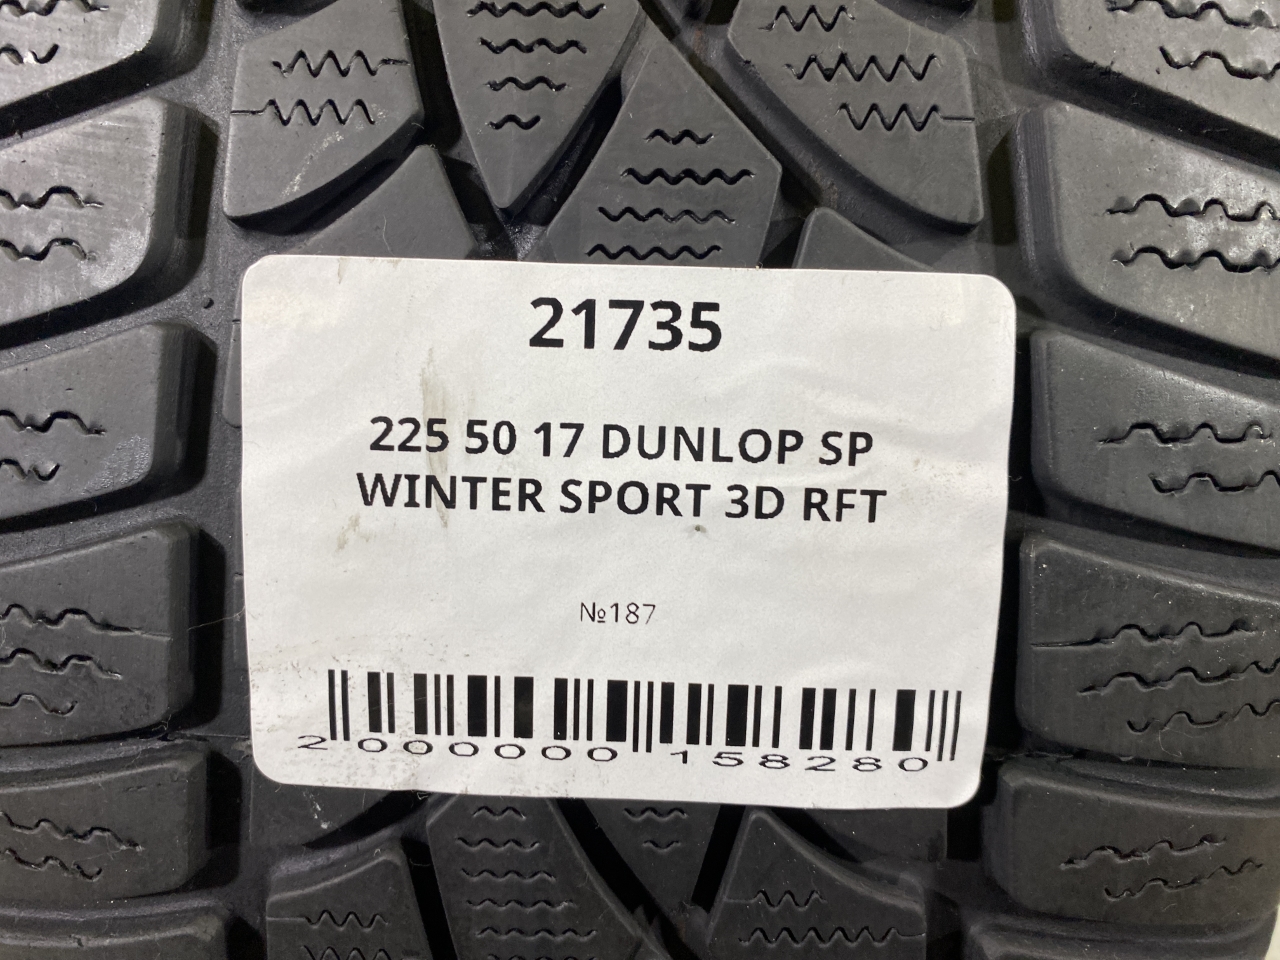 21735
225 50 17 DUNLOP SP
WINTER SPORT 3D RFT
№187
2 000000 158280